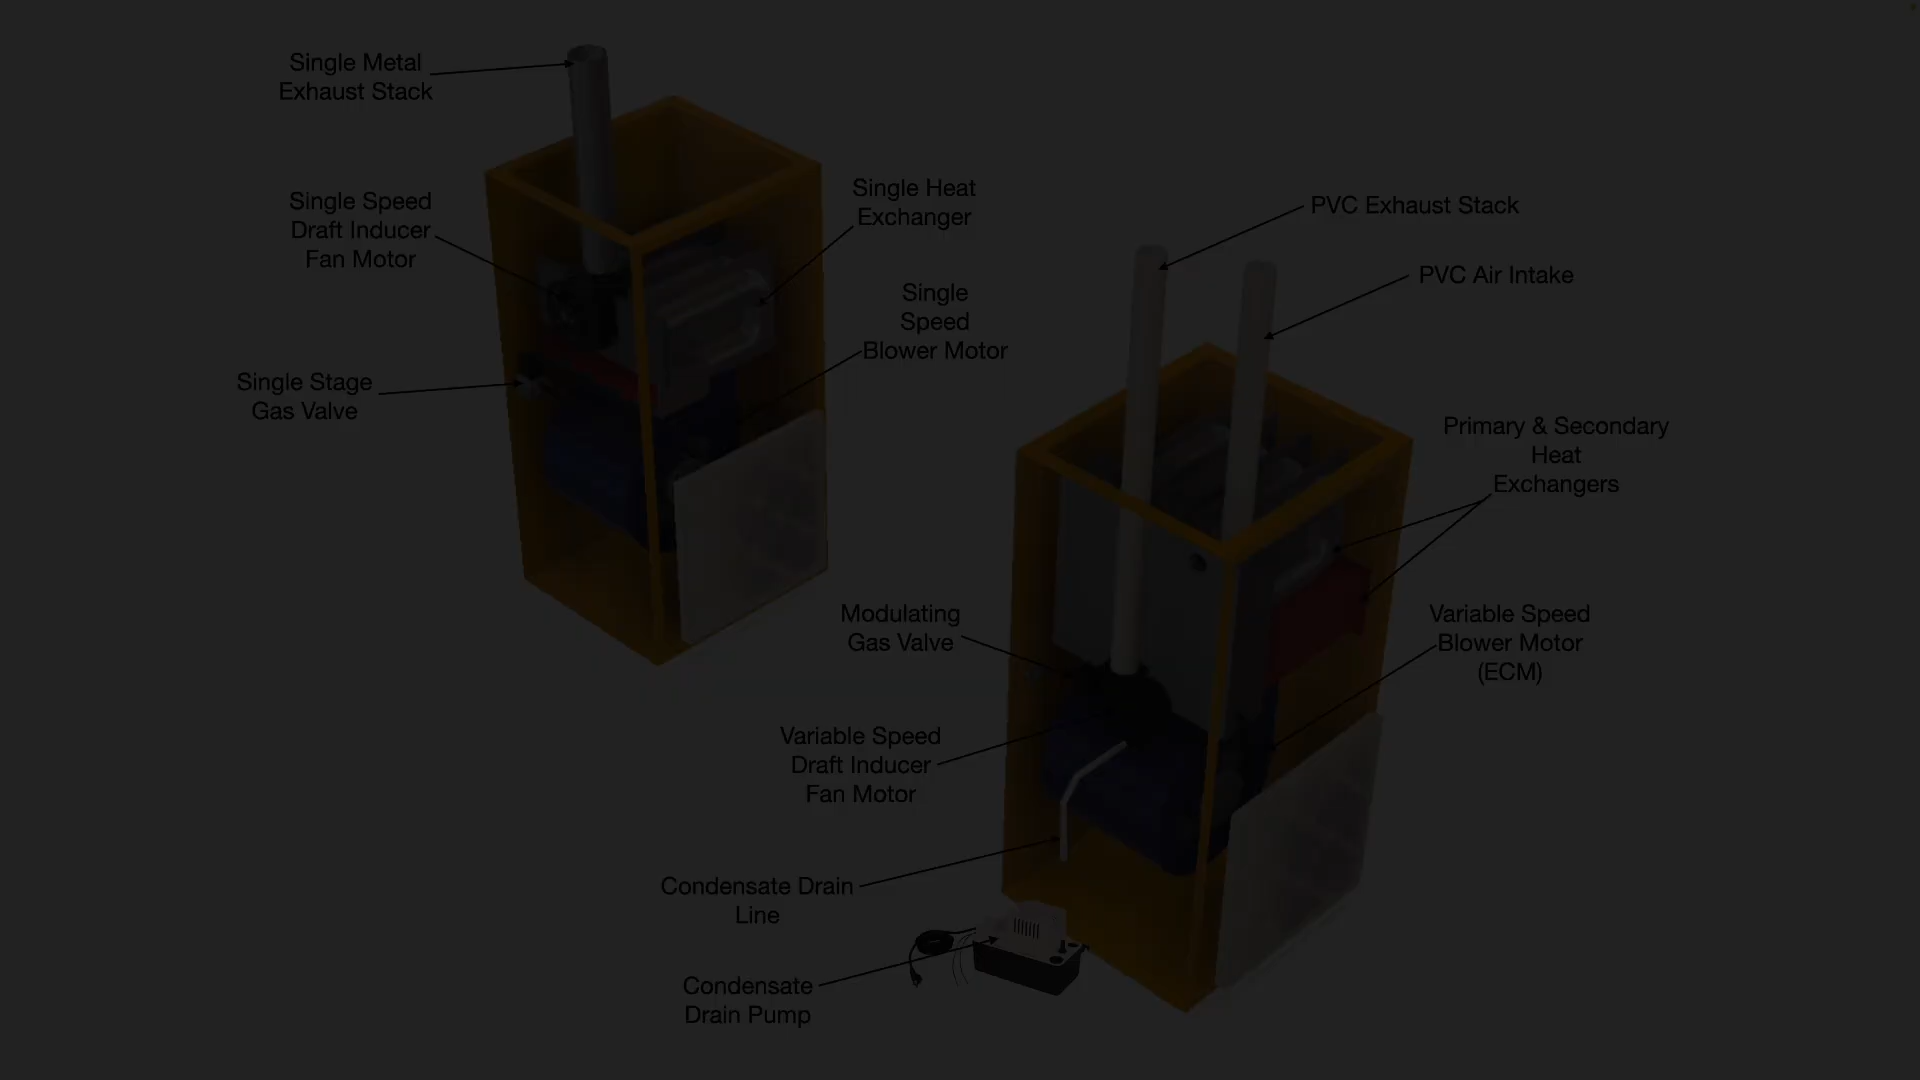 Single Metal
Exhaust Stack
Single Speed
Draft Inducer
Fan Motor
Single Stage
Gas Valve
Single Heat
Exchanger
Single
Speed
Blower Motor
PVC Exhaust Stack
PVC Air Intake
Primary & Secondary
Heat
Exchangers
Modulating
Gas Valve
Variable Speed
Blower Motor
(ECM)
Variable Speed
Draft Inducer
Fan Motor
Condensate Drain
Line
Condensate
Drain Pump